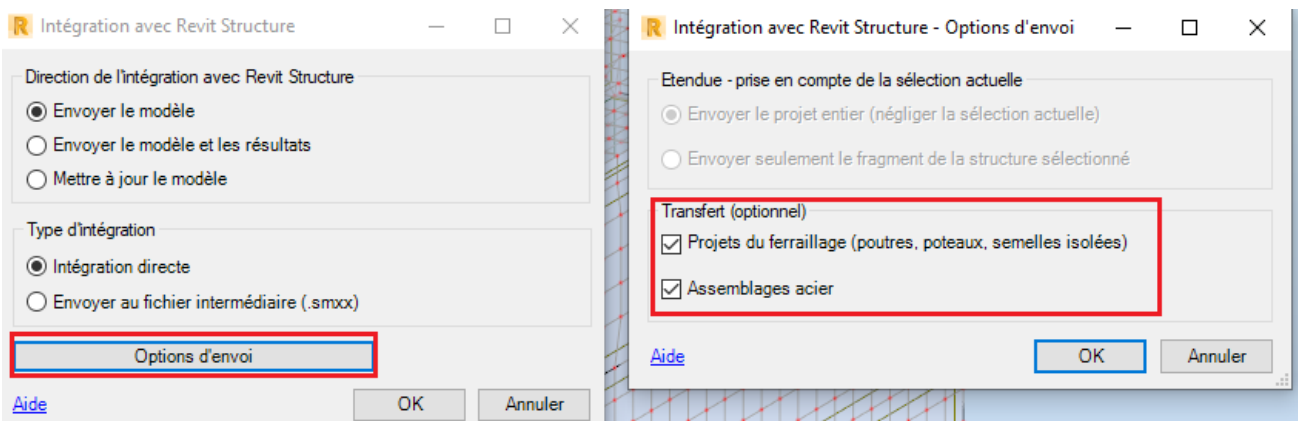 Intégration avec Revit Structure
Direction de l'intégration avec Revit Structure
Envoyer le modèle
Envoyer le modèle et les résultats
Mettre à jour le modèle
Type d'intégration
Intégration directe
Envoyer au fichier intermédiaire (.smxx)
Options d'envoi
Aide
OK
Annuler
Intégration avec Revit Structure - Options d'envoi
Etendue - prise en compte de la sélection actuelle
Envoyer le projet entier (négliger la sélection actuelle)
Envoyer seulement le fragment de la structure sélectionné
Transfert (optionnel)
Projets du ferraillage (poutres, poteaux, semelles isolées)
Assemblages acier
Aide
OK
Annuler